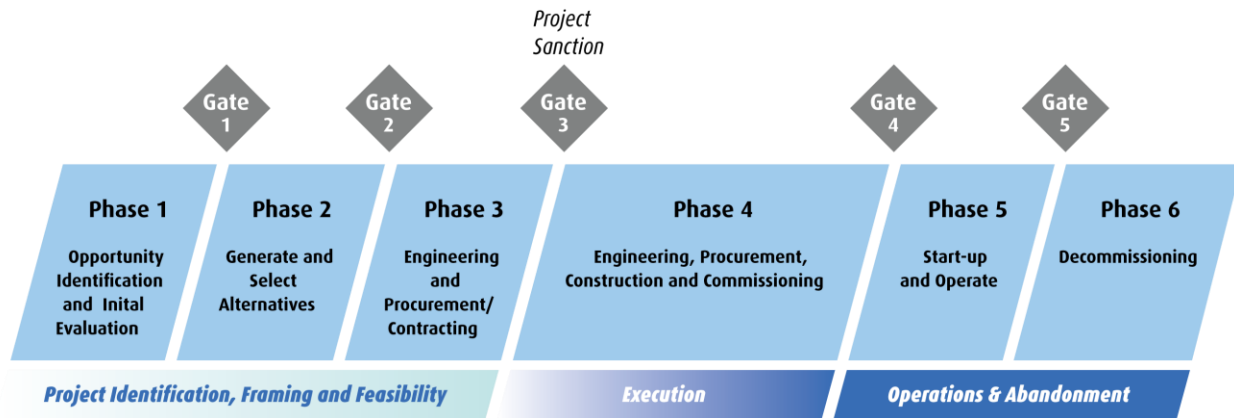 Project
Sanction
Gate
1
Gate
2
Gate
3
Gate
4
Gate
5
Phase 1
Opportunity
Identification
and Inital
Evaluation
Phase 2
Generate and
Select
Alternatives
Phase 3
Engineering
and
Procurement/
Contracting
Phase 4
Engineering, Procurement,
Construction and Commissioning
Phase 5
Start-up
and Operate
Phase 6
Decommissioning
Project Identification, Framing and Feasibility
Execution
Operations & Abandonment